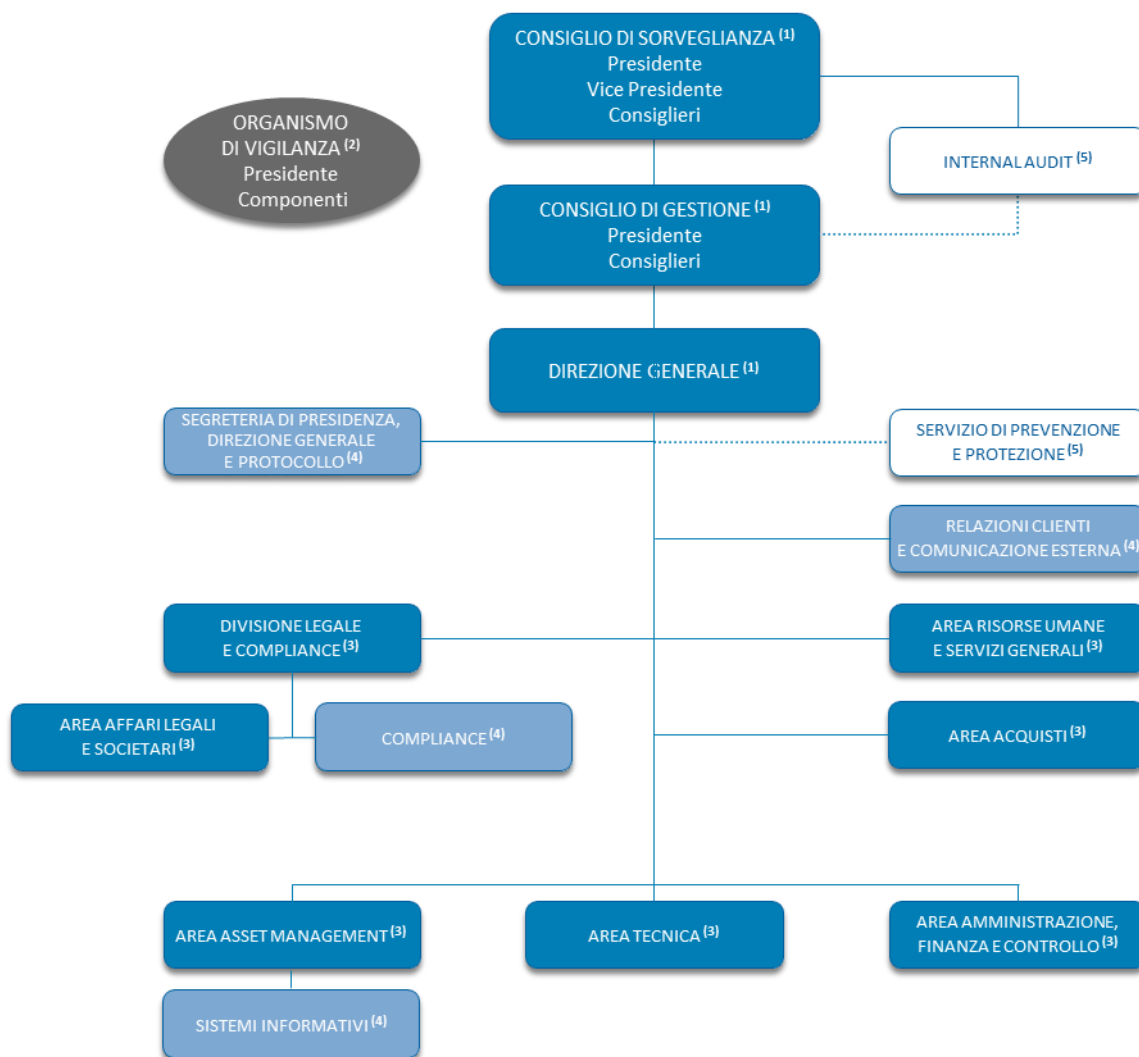 CONSIGLIO DI SORVEGLIANZA (1)
Presidente
Vice Presidente
Consiglieri
ORGANISMO
DI VIGILANZA (2)
Presidente
Componenti
INTERNAL AUDIT (5)
CONSIGLIO DI GESTIONE (1)
Presidente
Consiglieri
DIREZIONE GENERALE (1)
SEGRETERIA DI PRESIDENZA,
DIREZIONE GENERALE
E PROTOCOLLO (4)
SERVIZIO DI PREVENZIONE
E PROTEZIONE (5)
RELAZIONI CLIENTI
E COMUNICAZIONE ESTERNA (4)
DIVISIONE LEGALE
E COMPLIANCE (3)
AREA RISORSE UMANE
E SERVIZI GENERALI (3)
AREA AFFARI LEGALI
E SOCIETARI (3)
COMPLIANCE (4)
AREA ACQUISTI (3)
AREA ASSET MANAGEMENT (3)
AREA TECNICA (3)
AREA AMMINISTRAZIONE,
FINANZA E CONTROLLO (3)
SISTEMI INFORMATIVI (4)